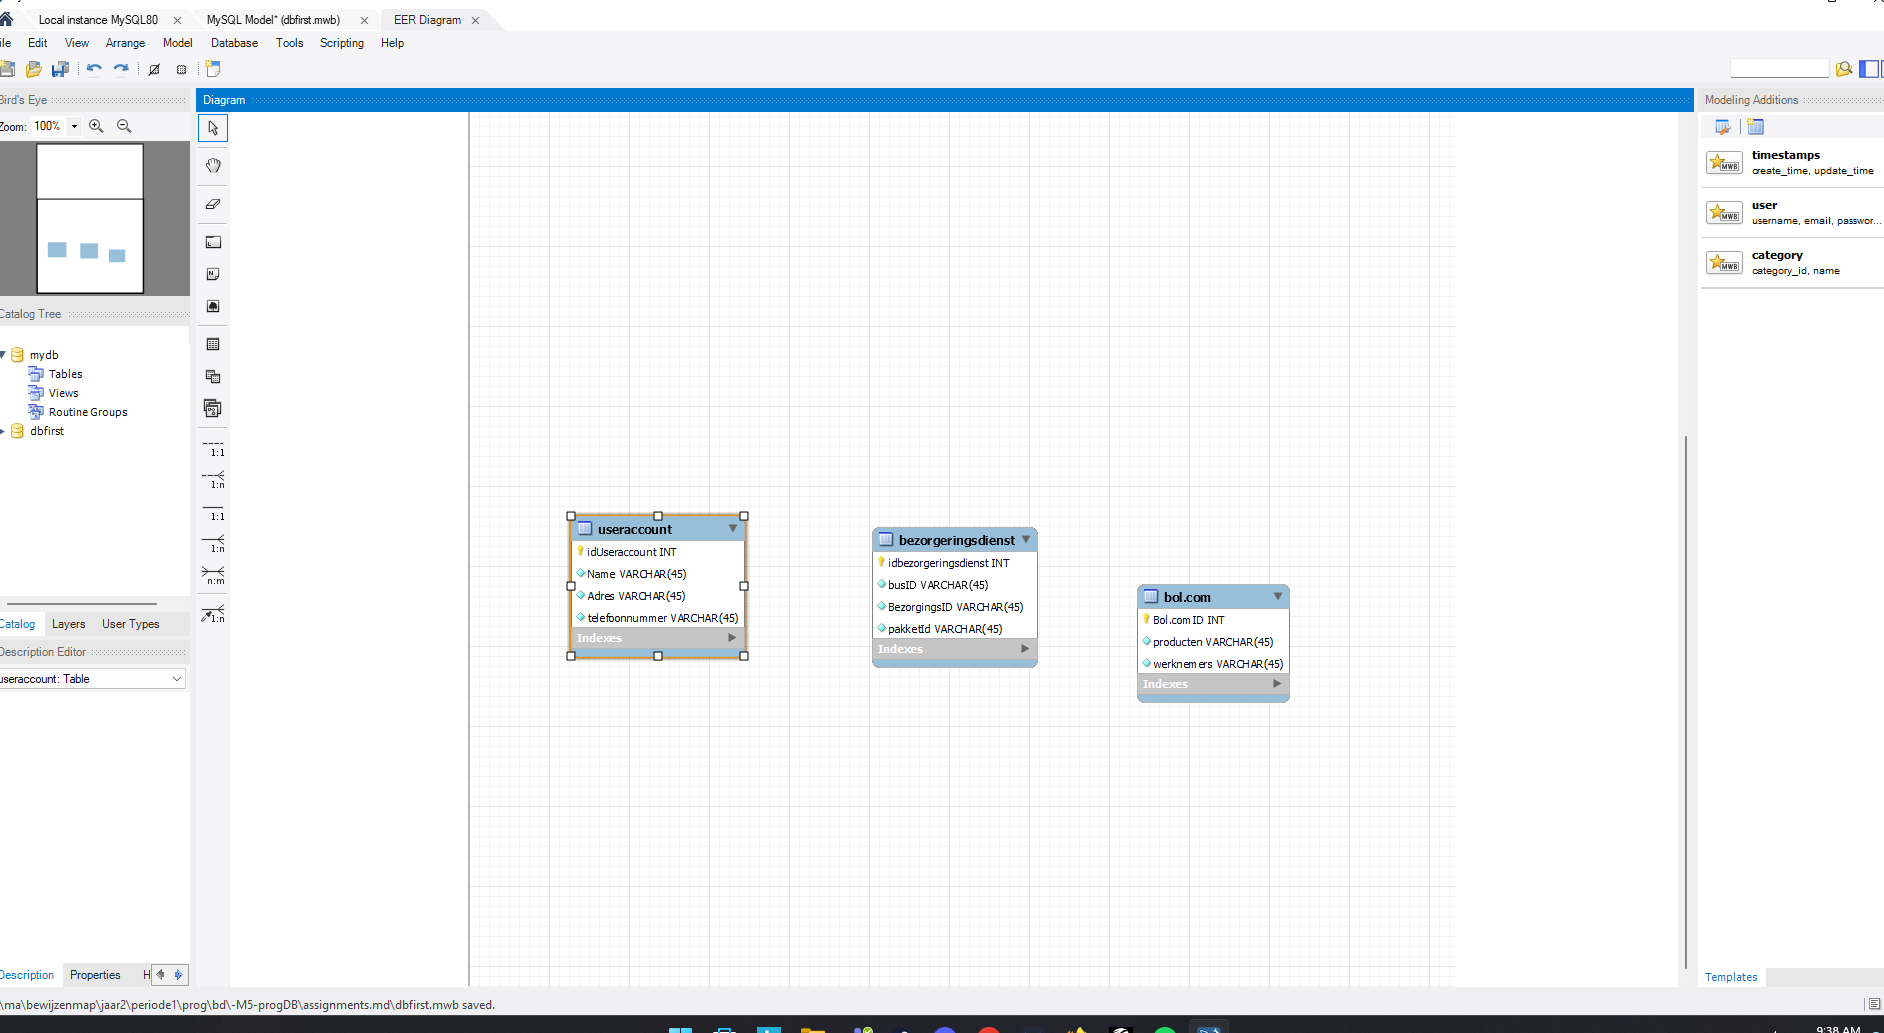 Local instance MySQL80
MySQL Model* (dbfirst.mwb)
EER Diagram
ile Edit View Arrange Model Database Tools Scripting Help
Bird's Eye
Zoom: 100%
Diagram
Modeling Additions
timestamps
create_time, update_time
user
username, email, passwor...
category
category_id, name
Catalog Tree
mydb
Tables
Views
Routine Groups
dbfirst
1:1
1:n
1:1
1:n
n:m
1:n
useraccount
idUseraccount INT
Name VARCHAR(45)
Adres VARCHAR(45)
telefoonnummer VARCHAR(45)
Indexes
bezorgeringsdienst
idbezorgeringsdienst INT
busID VARCHAR(45)
BezorgingsID VARCHAR(45)
pakketId VARCHAR(45)
Indexes
bol.com
Bol.com ID INT
producten VARCHAR(45)
werknemers VARCHAR(45)
Indexes
Catalog Layers User Types
Description Editor
useraccount: Table
Description Properties H
Templates
\ma\bewijzenmap\jaar2\periode1\prog\bd\-M5-progDB\assignments.md\dbfirst.mwb saved.
9:38 AM